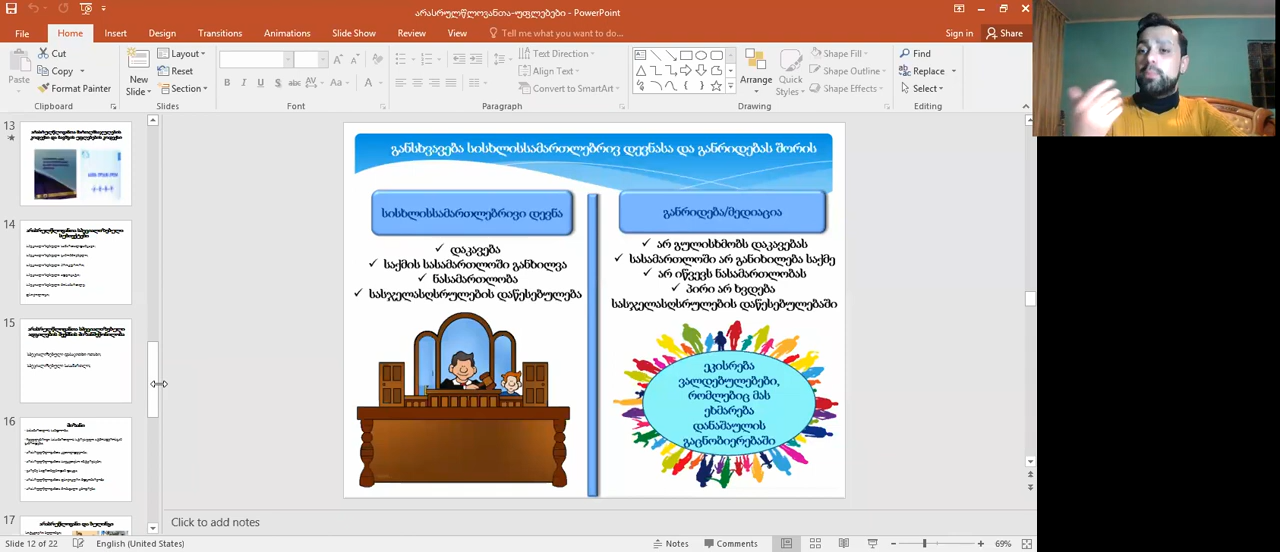 არასრულწლოვანთა-უფლებები - PowerPoint
File Home Insert Design Transitions Animations Slide Show Review View Tell me what you want to do... Sign in Share
Cut
Copy
Format Painter
Paste
Clipboard
New Slide
Layout
Reset
Section
Slides
B I U S abc AV Aa A
Font
Text Direction
Align Text
Convert to SmartArt
Paragraph
Arrange
Quick Styles
Shape Fill
Shape Outline
Shape Effects
Drawing
Find
Replace
Select
Editing
13
14
15
16
მიზანი
17
განსხვავება სისხლისსამართლებრივ დევნასა და განრიდებას შორის
სისხლისსამართლებრივი დევნა
✓ დაკავება
✓ საქმის სასამართლოში განხილვა
✓ ნასამართლობა
✓ სასჯელაღსრულების დაწესებულება
განრიდება/მედიაცია
✓ არ გულისხმობს დაკავებას
✓ სასამართლოში არ განიხილება საქმე
✓ არ იწვევს ნასამართლობას
✓ პირი არ ხვდება
სასჯელაღსრულების დაწესებულებაში
ეკისრება
ვალდებულებები,
რომლებიც მას
ეხმარება
დანაშაულის
გაცნობიერებაში
Click to add notes
Slide 12 of 22 English (United States) Notes Comments 69%